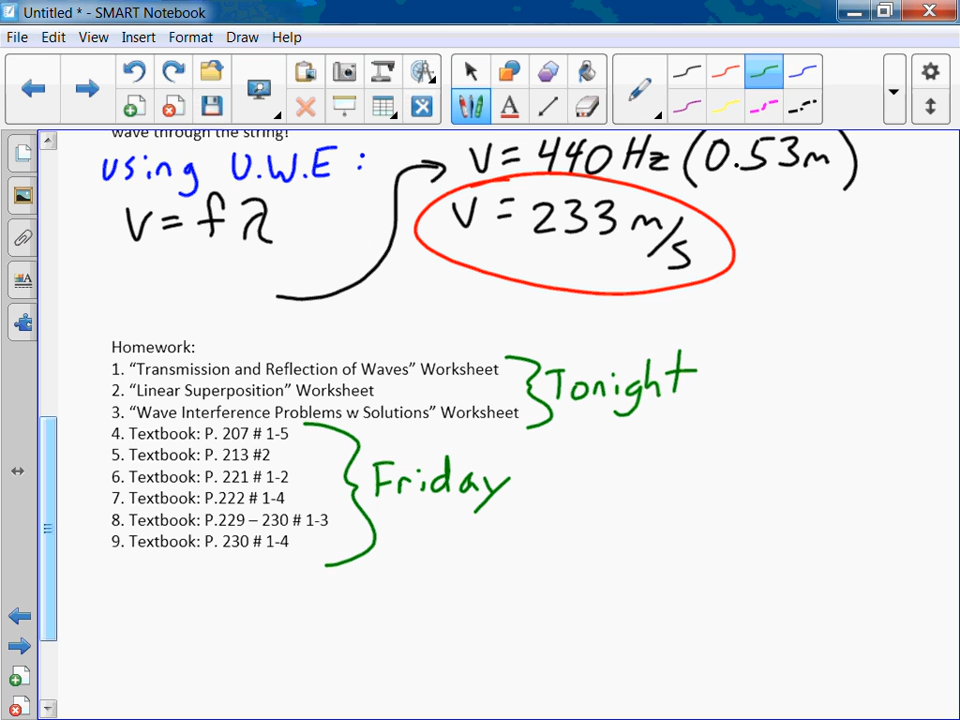 Untitled * - SMART Notebook
File Edit View Insert Format Draw Help
wave through the string!
using U.W.E :
V = 440 Hz (0.53m)
V = f λ
V = 233 m/s
Homework:
1. “Transmission and Reflection of Waves” Worksheet
2. “Linear Superposition” Worksheet
3. “Wave Interference Problems w Solutions” Worksheet
Tonight
4. Textbook: P. 207 # 1-5
5. Textbook: P. 213 #2
6. Textbook: P. 221 # 1-2
7. Textbook: P.222 # 1-4
8. Textbook: P.229 – 230 # 1-3
9. Textbook: P. 230 # 1-4
Friday